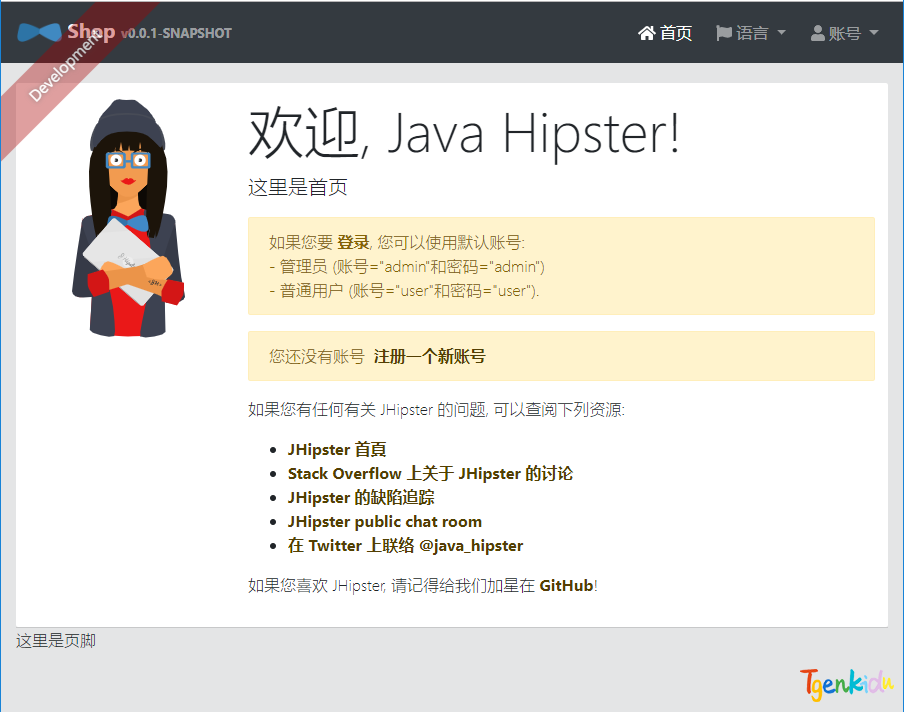 Shop v0.0.1-SNAPSHOT
首页 语言 账号
Development
欢迎, Java Hipster!
这里是首页
如果您要 登录, 您可以使用默认账号:
- 管理员 (账号="admin"和密码="admin")
- 普通用户 (账号="user"和密码="user").
您还没有账号 注册一个新账号
如果您有任何有关 JHipster 的问题, 可以查阅下列资源:
JHipster 首頁
Stack Overflow 上关于 JHipster 的讨论
JHipster 的缺陷追踪
JHipster public chat room
在 Twitter 上联络 @java_hipster
如果您喜欢 JHipster, 请记得给我们加星在 GitHub!
这里是页脚
Tgenkidu